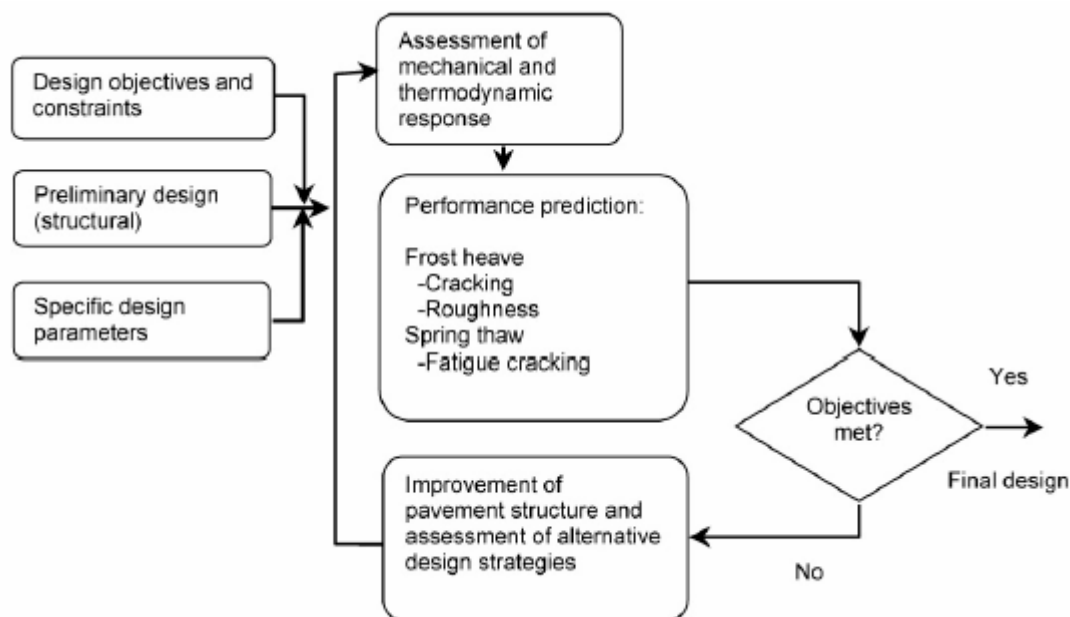 Design objectives and
constraints
Preliminary design
(structural)
Specific design
parameters
Assessment of
mechanical and
thermodynamic
response
Performance prediction:
Frost heave
-Cracking
-Roughness
Spring thaw
-Fatigue cracking
Objectives
met?
Yes
Final design
No
Improvement of
pavement structure and
assessment of alternative
design strategies